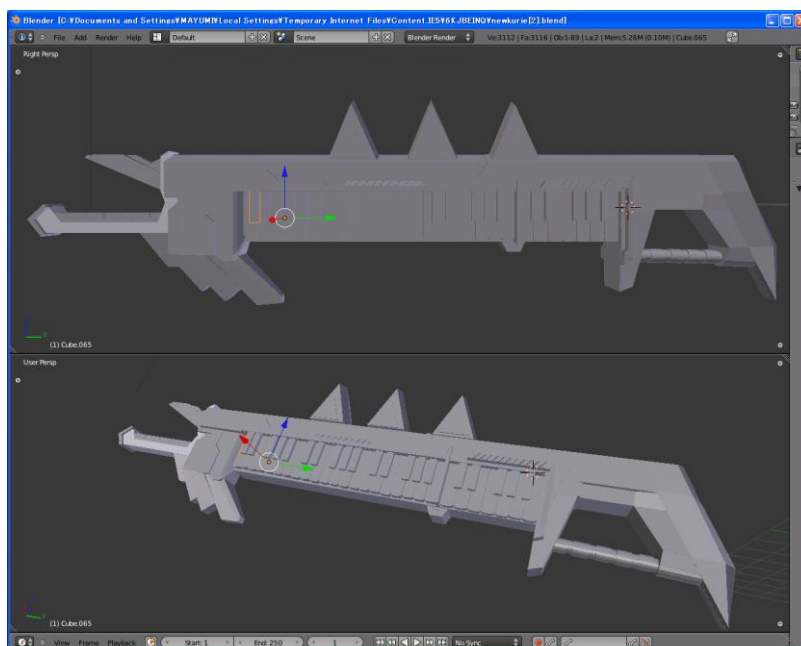 Blender [C:¥Documents and Settings¥MAYUMI¥Local Settings¥Temporary Internet Files¥Content.IE5¥6KJBEINQ¥newkurie[2].blend]
File Add Render Help Default Scene Blender Render Ve:3112 | Fa:3116 | Ob:1-89 | La:2 | Mem:5.26M (0.10M) | Cube.065
Right Persp
y
(1) Cube.065
User Persp
y
(1) Cube.065
View Frame Playback Start: 1 End: 250 1 No Sync